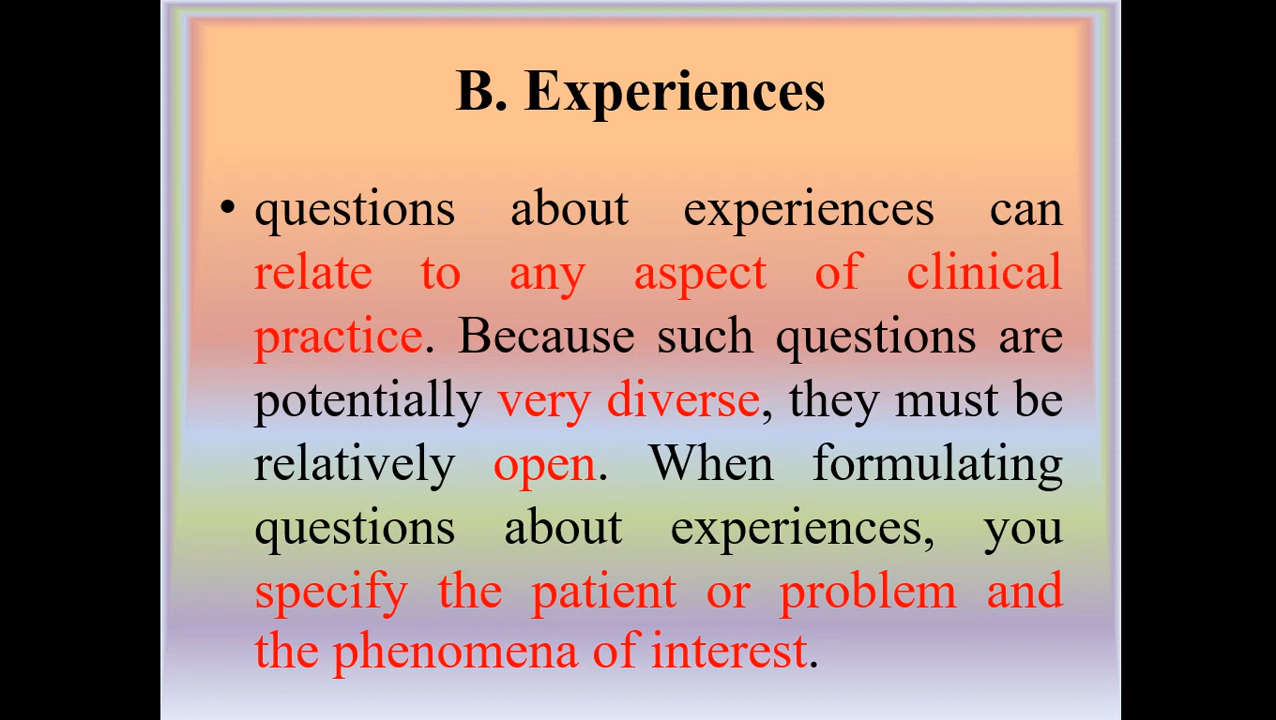 B. Experiences
• questions about experiences can
relate to any aspect of clinical
practice. Because such questions are
potentially very diverse, they must be
relatively open. When formulating
questions about experiences, you
specify the patient or problem and
the phenomena of interest.